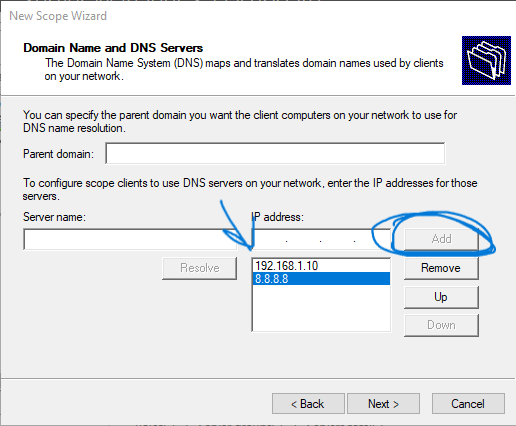 New Scope Wizard
Domain Name and DNS Servers
The Domain Name System (DNS) maps and translates domain names used by clients
on your network.
You can specify the parent domain you want the client computers on your network to use for
DNS name resolution.
Parent domain:
To configure scope clients to use DNS servers on your network, enter the IP addresses for those
servers.
Server name:
IP address:
. . .
Add
Resolve
192.168.1.10
Remove
8.8.8.8
Up
Down
< Back
Next >
Cancel